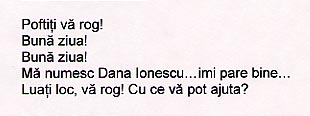 Poftiți vă rog!
Bună ziua!
Bună ziua!
Mă numesc Dana Ionescu…imi pare bine…
Luați loc, vă rog! Cu ce vă pot ajuta?